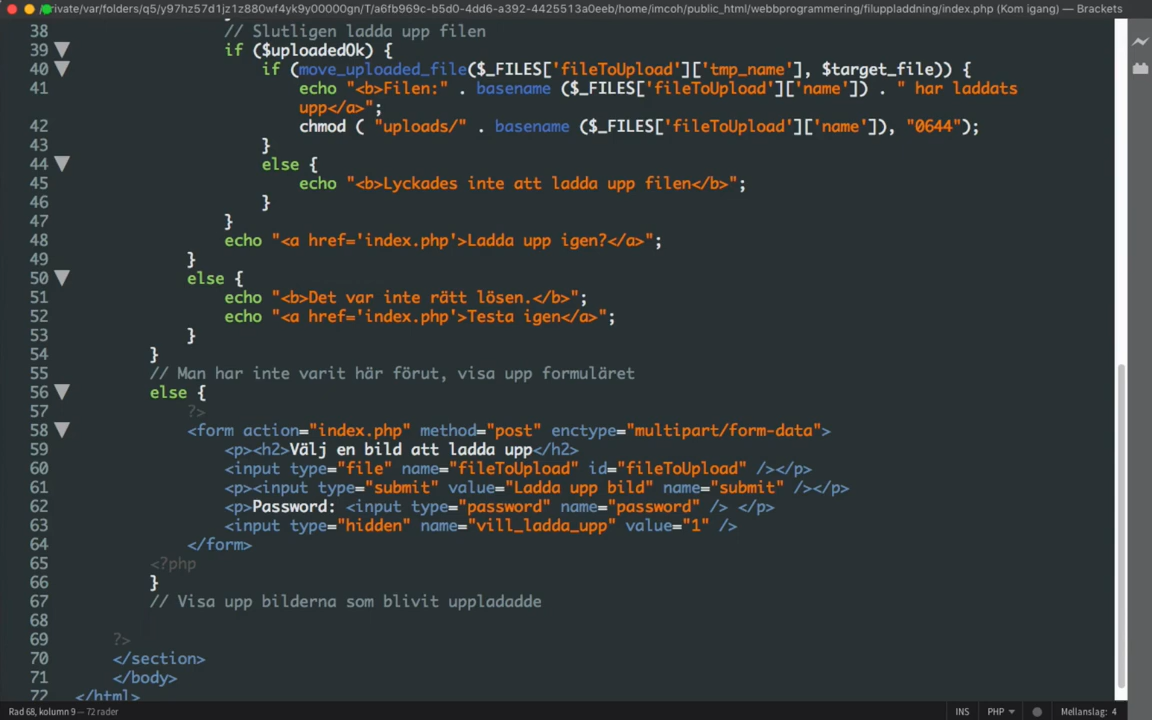 /private/var/folders/q5/y97hz57d1jz1z880wf4yk9y00000gn/T/a6fb969c-b5d0-4dd6-a392-4425513a0eeb/home/imcoh/public_html/webbprogrammering/filuppladdning/index.php (Kom igang) — Brackets
38 // Slutligen ladda upp filen
39 if ($uploadedOk) {
40 if (move_uploaded_file($_FILES['fileToUpload']['tmp_name'], $target_file)) {
41 echo "<b>Filen:" . basename ($_FILES['fileToUpload']['name']) . " har laddats
upp</a>";
42 chmod ( "uploads/" . basename ($_FILES['fileToUpload']['name']), "0644");
43 }
44 else {
45 echo "<b>Lyckades inte att ladda upp filen</b>";
46 }
47 }
48 echo "<a href='index.php'>Ladda upp igen?</a>";
49 }
50 else {
51 echo "<b>Det var inte rätt lösen.</b>";
52 echo "<a href='index.php'>Testa igen</a>";
53 }
54 }
55 // Man har inte varit här förut, visa upp formuläret
56 else {
57 ?>
58 <form action="index.php" method="post" enctype="multipart/form-data">
59 <p><h2>Välj en bild att ladda upp</h2>
60 <input type="file" name="fileToUpload" id="fileToUpload" /></p>
61 <p><input type="submit" value="Ladda upp bild" name="submit" /></p>
62 <p>Password: <input type="password" name="password" /> </p>
63 <input type="hidden" name="vill_ladda_upp" value="1" />
64 </form>
65 <?php
66 }
67 // Visa upp bilderna som blivit uppladadde
68
69 ?>
70 </section>
71 </body>
72 </html>
Rad 68, kolumn 9 — 72 rader INS PHP Mellanslag: 4